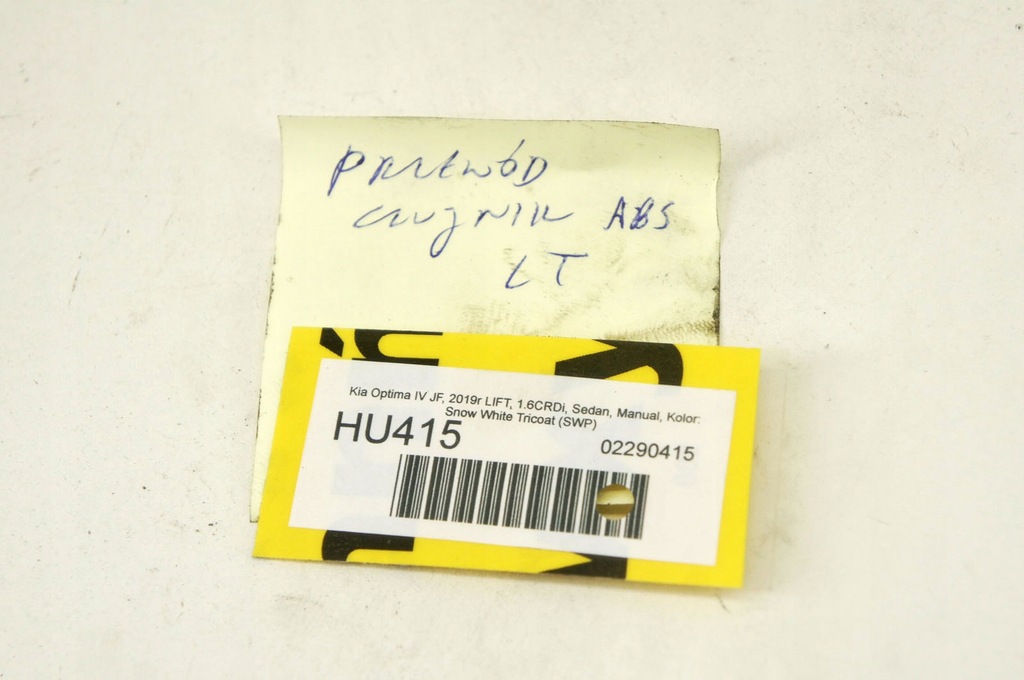 PRZEWÓD
CZUJNIK ABS
LT
Kia Optima IV JF, 2019r LIFT, 1.6CRDi, Sedan, Manual, Kolor:
Snow White Tricoat (SWP)
HU415
02290415